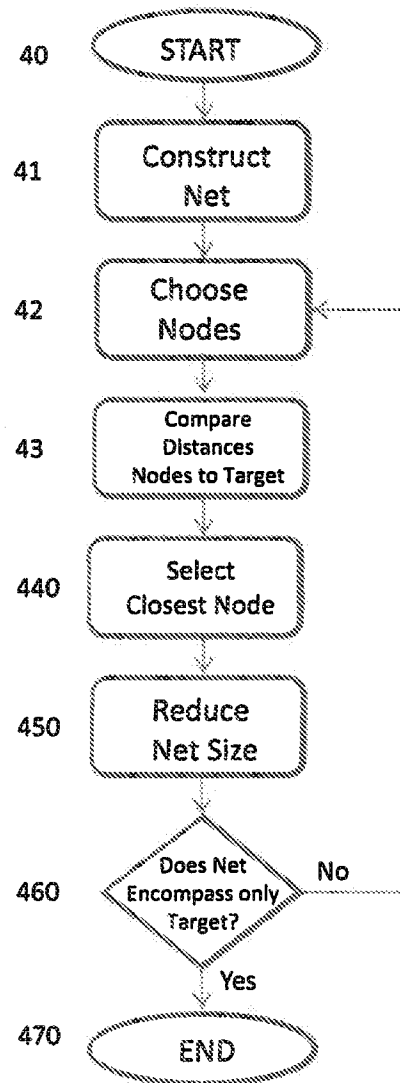 40 START
41 Construct
Net
42 Choose
Nodes
43 Compare
Distances
Nodes to Target
440 Select
Closest Node
450 Reduce
Net Size
460 Does Net
Encompass only
Target?
No
Yes
470 END